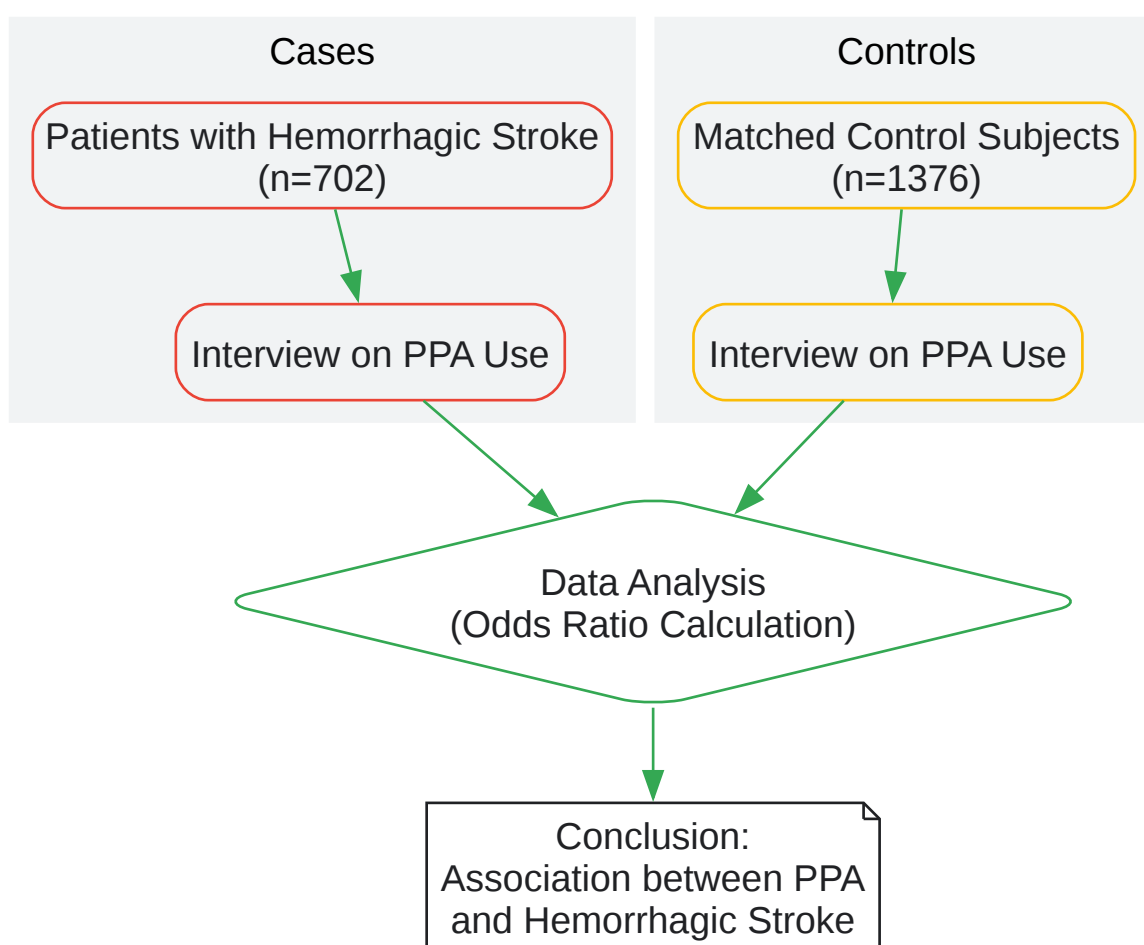 Cases
Patients with Hemorrhagic Stroke
(n=702)
Interview on PPA Use
Controls
Matched Control Subjects
(n=1376)
Interview on PPA Use
Data Analysis
(Odds Ratio Calculation)
Conclusion:
Association between PPA
and Hemorrhagic Stroke